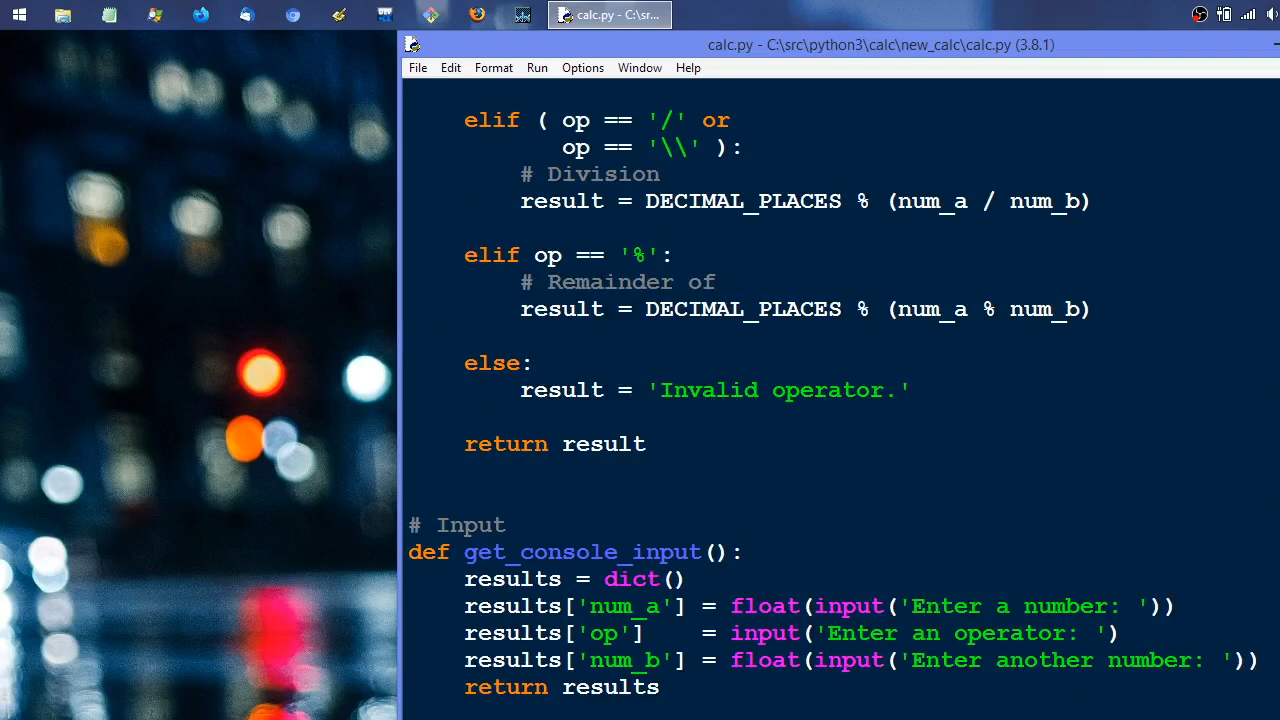 calc.py - C:\sr...
calc.py - C:\src\python3\calc\new_calc\calc.py (3.8.1)
File Edit Format Run Options Window Help
elif ( op == '/' or
op == '\\' ):
# Division
result = DECIMAL_PLACES % (num_a / num_b)
elif op == '%':
# Remainder of
result = DECIMAL_PLACES % (num_a % num_b)
else:
result = 'Invalid operator.'
return result
# Input
def get_console_input():
results = dict()
results['num_a'] = float(input('Enter a number: '))
results['op'] = input('Enter an operator: ')
results['num_b'] = float(input('Enter another number: '))
return results